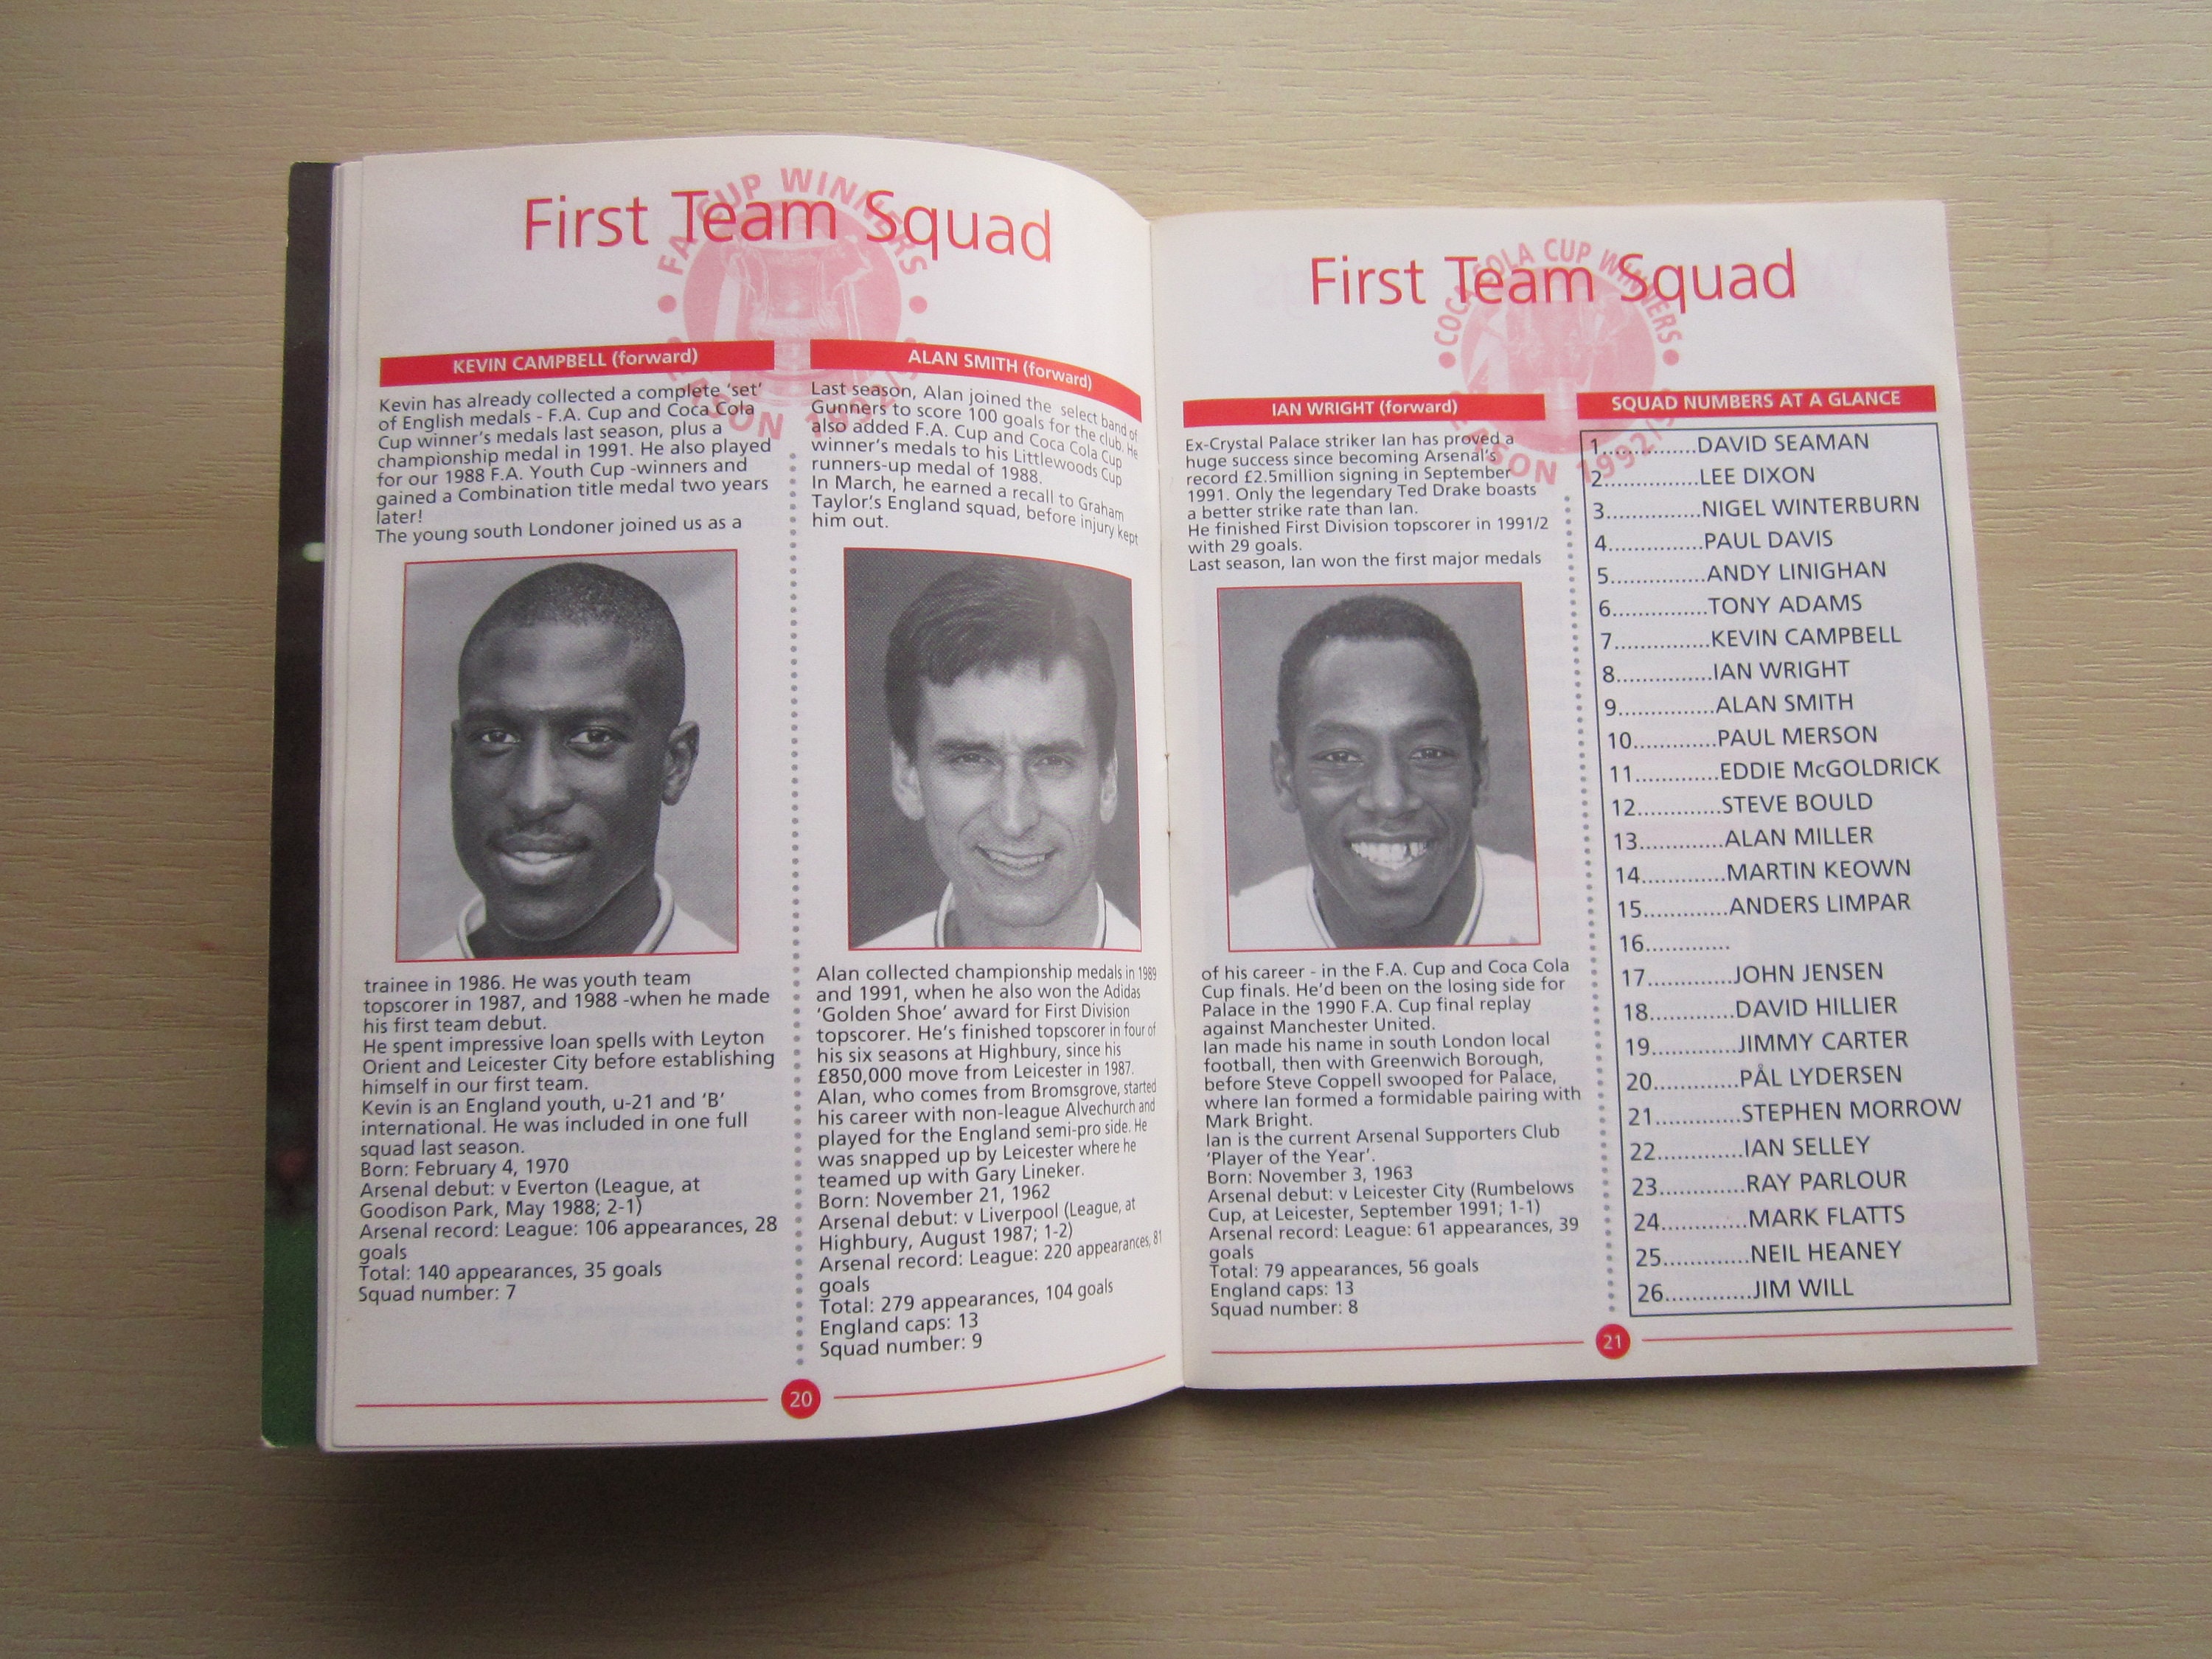 First Team Squad
FA CUP WINNERS
KEVIN CAMPBELL (forward)
Kevin has already collected a complete ‘set’
of English medals - F.A. Cup and Coca Cola
Cup winner’s medals last season, plus a
championship medal in 1991. He also played
for our 1988 F.A. Youth Cup -winners and
gained a Combination title medal two years
later!
The young south Londoner joined us as a
trainee in 1986. He was youth team
topscorer in 1987, and 1988 -when he made
his first team debut.
He spent impressive loan spells with Leyton
Orient and Leicester City before establishing
himself in our first team.
Kevin is an England youth, u-21 and ‘B’
international. He was included in one full
squad last season.
Born: February 4, 1970
Arsenal debut: v Everton (League, at
Goodison Park, May 1988; 2-1)
Arsenal record: League: 106 appearances, 28
goals
Total: 140 appearances, 35 goals
Squad number: 7
ALAN SMITH (forward)
Last season, Alan joined the select band of
Gunners to score 100 goals for the club. He
also added F.A. Cup and Coca Cola Cup
winner’s medals to his Littlewoods Cup
runners-up medal of 1988.
In March, he earned a recall to Graham
Taylor.s England squad, before injury kept
him out.
Alan collected championship medals in 1989
and 1991, when he also won the Adidas
‘Golden Shoe’ award for First Division
topscorer. He’s finished topscorer in four of
his six seasons at Highbury, since his
£850,000 move from Leicester in 1987.
Alan, who comes from Bromsgrove, started
his career with non-league Alvechurch and
played for the England semi-pro side. He
was snapped up by Leicester where he
teamed up with Gary Lineker.
Born: November 21, 1962
Arsenal debut: v Liverpool (League, at
Highbury, August 1987; 1-2)
Arsenal record: League: 220 appearances, 81
goals
Total: 279 appearances, 104 goals
England caps: 13
Squad number: 9
20
First Team Squad
COCA COLA CUP WINNERS
IAN WRIGHT (forward)
Ex-Crystal Palace striker Ian has proved a
huge success since becoming Arsenal’s
record £2.5million signing in September
1991. Only the legendary Ted Drake boasts
a better strike rate than Ian.
He finished First Division topscorer in 1991/2
with 29 goals.
Last season, Ian won the first major medals
of his career - in the F.A. Cup and Coca Cola
Cup finals. He’d been on the losing side for
Palace in the 1990 F.A. Cup final replay
against Manchester United.
Ian made his name in south London local
football, then with Greenwich Borough,
before Steve Coppell swooped for Palace,
where Ian formed a formidable pairing with
Mark Bright.
Ian is the current Arsenal Supporters Club
‘Player of the Year’.
Born: November 3, 1963
Arsenal debut: v Leicester City (Rumbelows
Cup, at Leicester, September 1991; 1-1)
Arsenal record: League: 61 appearances, 39
goals
Total: 79 appearances, 56 goals
England caps: 13
Squad number: 8
SQUAD NUMBERS AT A GLANCE
1..............DAVID SEAMAN
2..............LEE DIXON
3..............NIGEL WINTERBURN
4..............PAUL DAVIS
5..............ANDY LINIGHAN
6..............TONY ADAMS
7..............KEVIN CAMPBELL
8..............IAN WRIGHT
9..............ALAN SMITH
10............PAUL MERSON
11............EDDIE McGOLDRICK
12............STEVE BOULD
13............ALAN MILLER
14............MARTIN KEOWN
15............ANDERS LIMPAR
16............
17............JOHN JENSEN
18............DAVID HILLIER
19............JIMMY CARTER
20............PÅL LYDERSEN
21............STEPHEN MORROW
22............IAN SELLEY
23............RAY PARLOUR
24............MARK FLATTS
25............NEIL HEANEY
26............JIM WILL
21